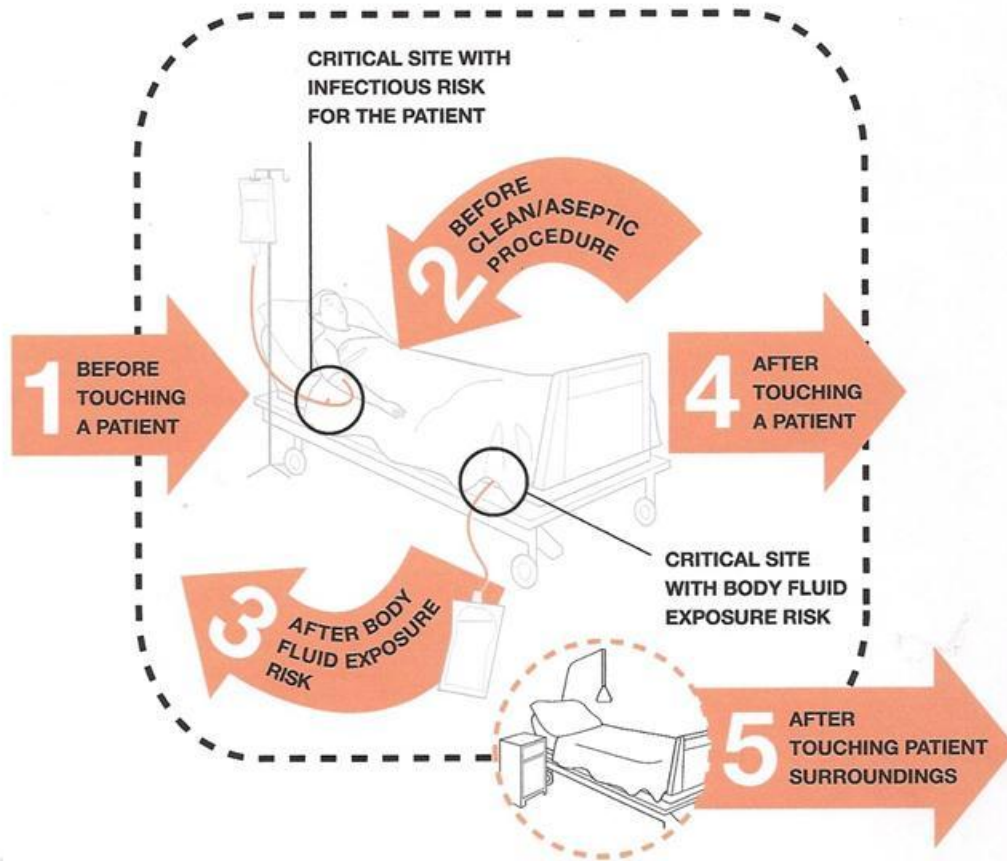 CRITICAL SITE WITH
INFECTIOUS RISK
FOR THE PATIENT
2
BEFORE
CLEAN/ASEPTIC
PROCEDURE
1
BEFORE
TOUCHING
A PATIENT
4
AFTER
TOUCHING
A PATIENT
CRITICAL SITE
WITH BODY FLUID
EXPOSURE RISK
3
AFTER BODY
FLUID EXPOSURE
RISK
5
AFTER
TOUCHING PATIENT
SURROUNDINGS